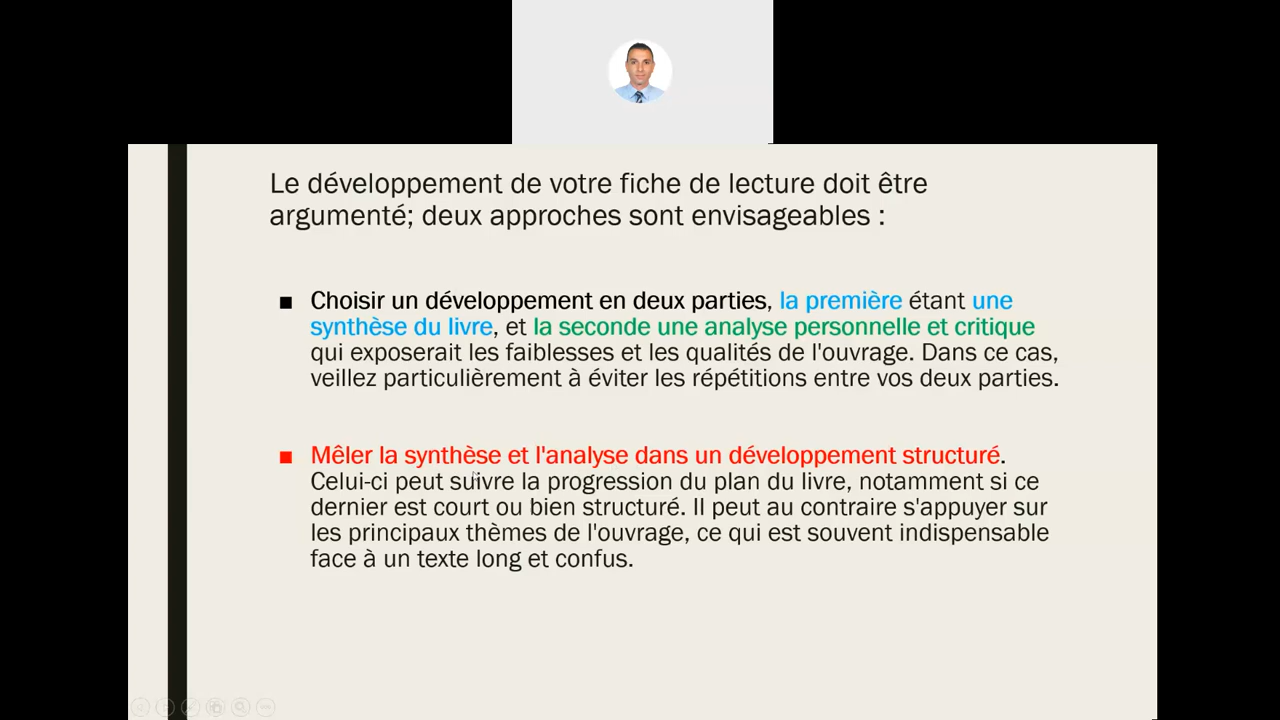 Le développement de votre fiche de lecture doit être
argumenté; deux approches sont envisageables :
■ Choisir un développement en deux parties, la première étant une
synthèse du livre, et la seconde une analyse personnelle et critique
qui exposerait les faiblesses et les qualités de l'ouvrage. Dans ce cas,
veillez particulièrement à éviter les répétitions entre vos deux parties.
■ Mêler la synthèse et l'analyse dans un développement structuré.
Celui-ci peut suivre la progression du plan du livre, notamment si ce
dernier est court ou bien structuré. Il peut au contraire s'appuyer sur
les principaux thèmes de l'ouvrage, ce qui est souvent indispensable
face à un texte long et confus.